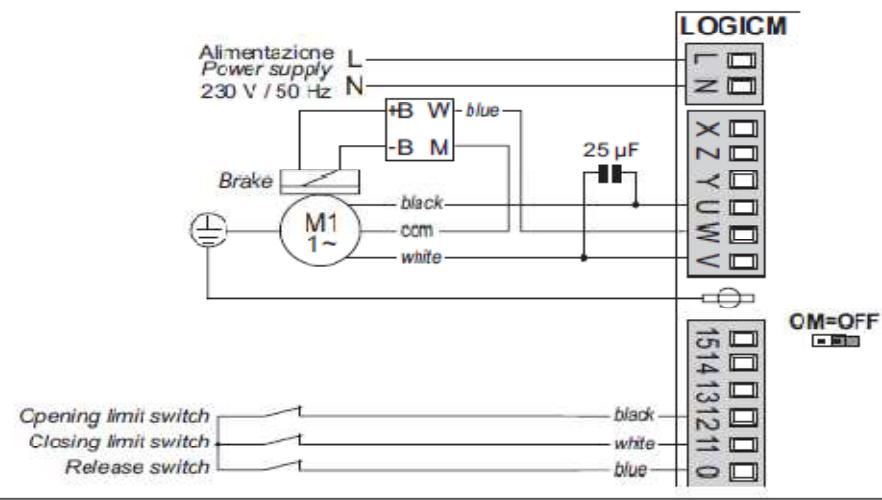 LOGICM
Alimentazione L
Power supply
230 V / 50 Hz N
L
N
+B W blue
-B M
X
Z
Y
U
W
V
25 µF
Brake
black
M1
1~
com
white
OM=OFF
15
14
13
12
11
0
Opening limit switch black
Closing limit switch white
Release switch blue